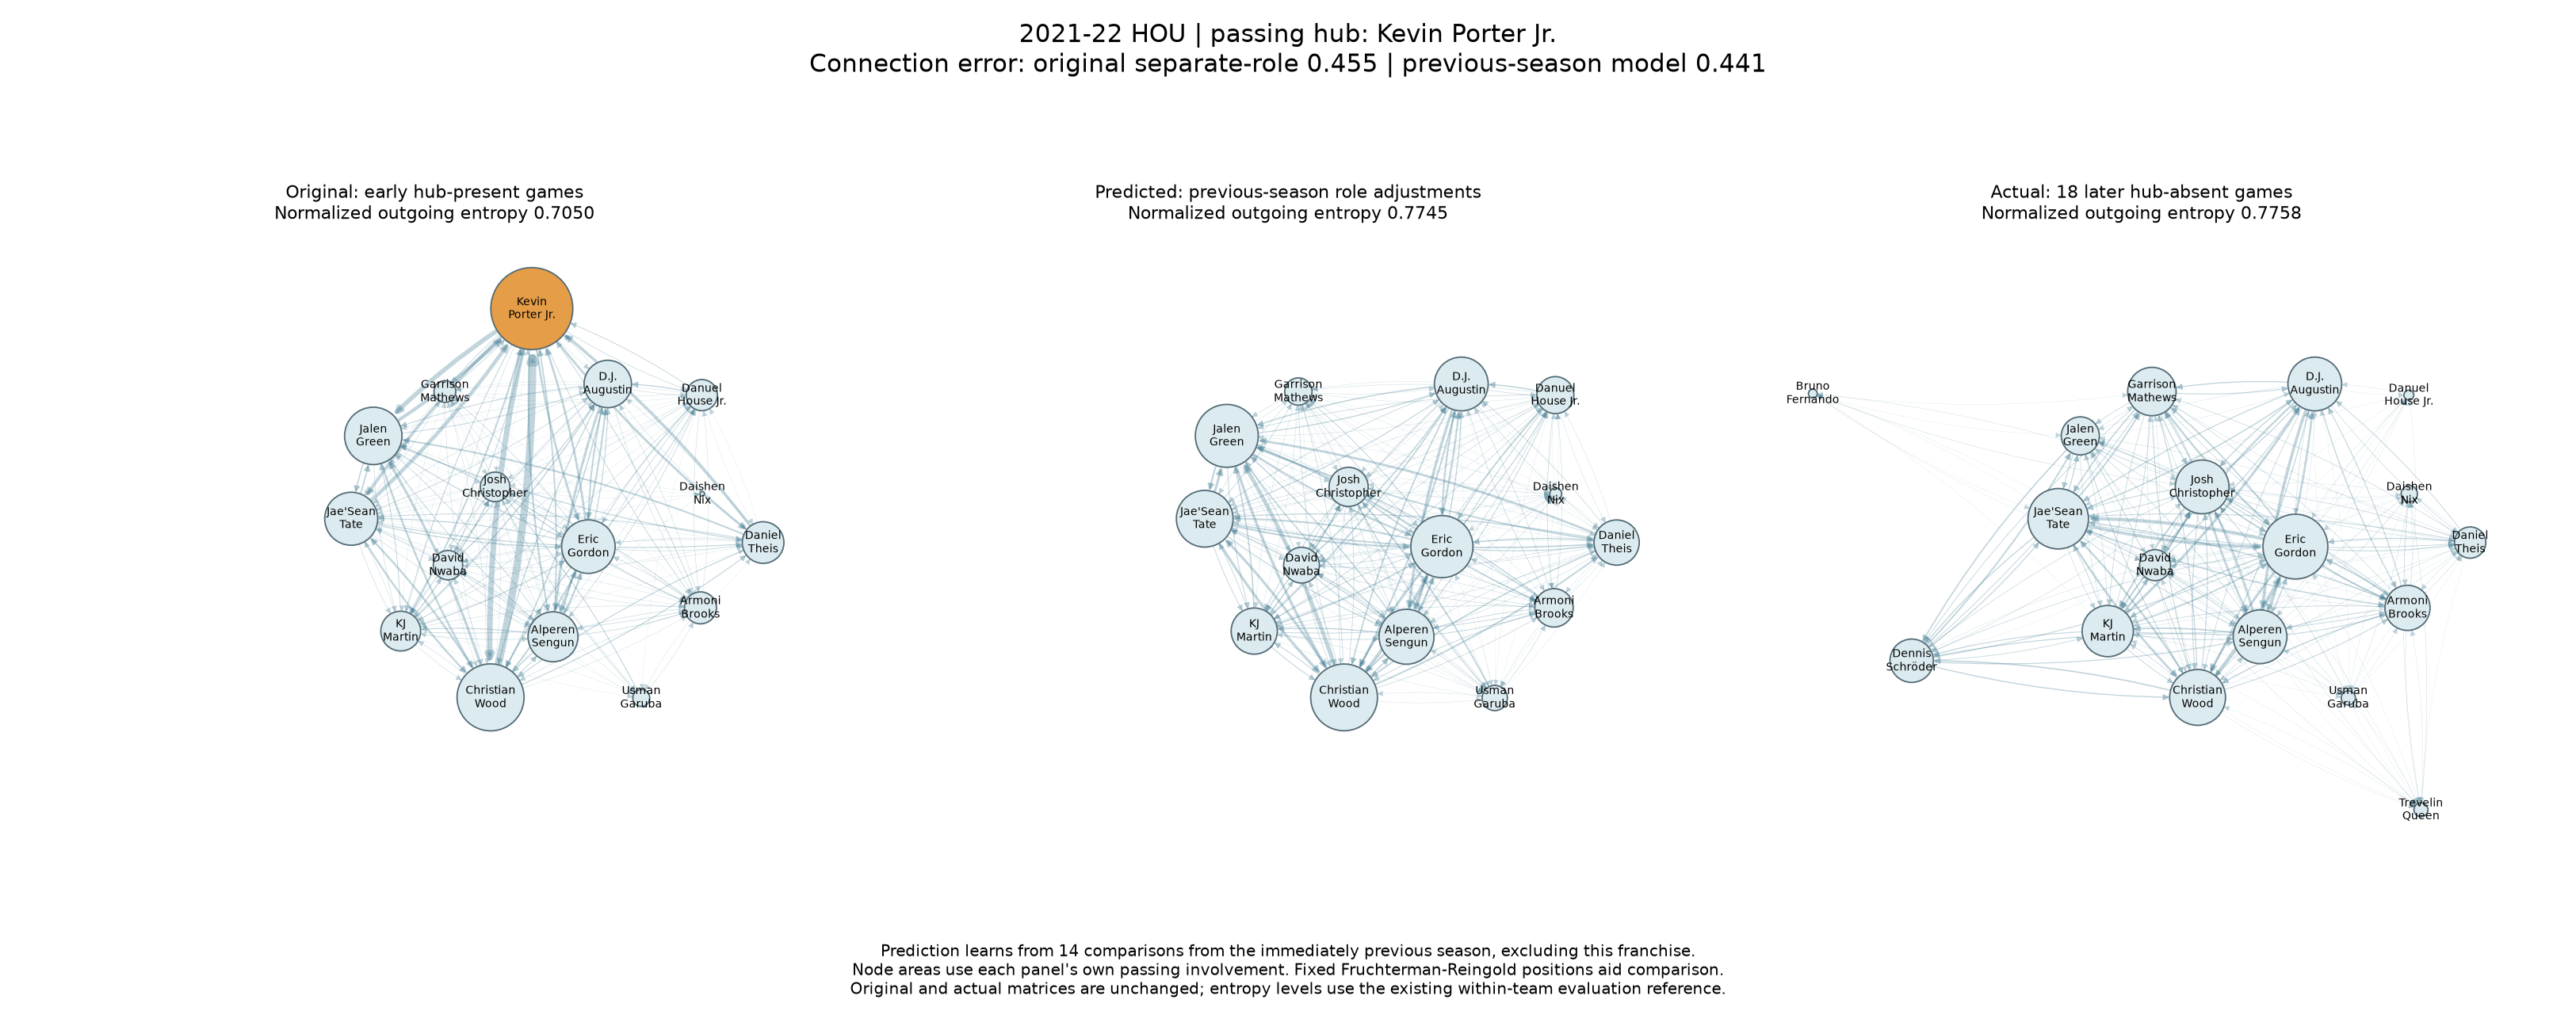 2021-22 HOU | passing hub: Kevin Porter Jr.
Connection error: original separate-role 0.455 | previous-season model 0.441
Original: early hub-present games
Normalized outgoing entropy 0.7050
Kevin
Porter Jr.
Garrison
Mathews
D.J.
Augustin
Danuel
House Jr.
Jalen
Green
Josh
Christopher
Daishen
Nix
Jae'Sean
Tate
Eric
Gordon
Daniel
Theis
David
Nwaba
Armoni
Brooks
KJ
Martin
Alperen
Sengun
Christian
Wood
Usman
Garuba
Predicted: previous-season role adjustments
Normalized outgoing entropy 0.7745
Garrison
Mathews
D.J.
Augustin
Danuel
House Jr.
Jalen
Green
Josh
Christopher
Daishen
Nix
Jae'Sean
Tate
Eric
Gordon
Daniel
Theis
David
Nwaba
Armoni
Brooks
KJ
Martin
Alperen
Sengun
Christian
Wood
Usman
Garuba
Actual: 18 later hub-absent games
Normalized outgoing entropy 0.7758
Bruno
Fernando
Garrison
Mathews
D.J.
Augustin
Danuel
House Jr.
Jalen
Green
Josh
Christopher
Daishen
Nix
Jae'Sean
Tate
Eric
Gordon
Daniel
Theis
David
Nwaba
Armoni
Brooks
KJ
Martin
Alperen
Sengun
Dennis
Schröder
Christian
Wood
Usman
Garuba
Trevelin
Queen
Prediction learns from 14 comparisons from the immediately previous season, excluding this franchise.
Node areas use each panel's own passing involvement. Fixed Fruchterman-Reingold positions aid comparison.
Original and actual matrices are unchanged; entropy levels use the existing within-team evaluation reference.